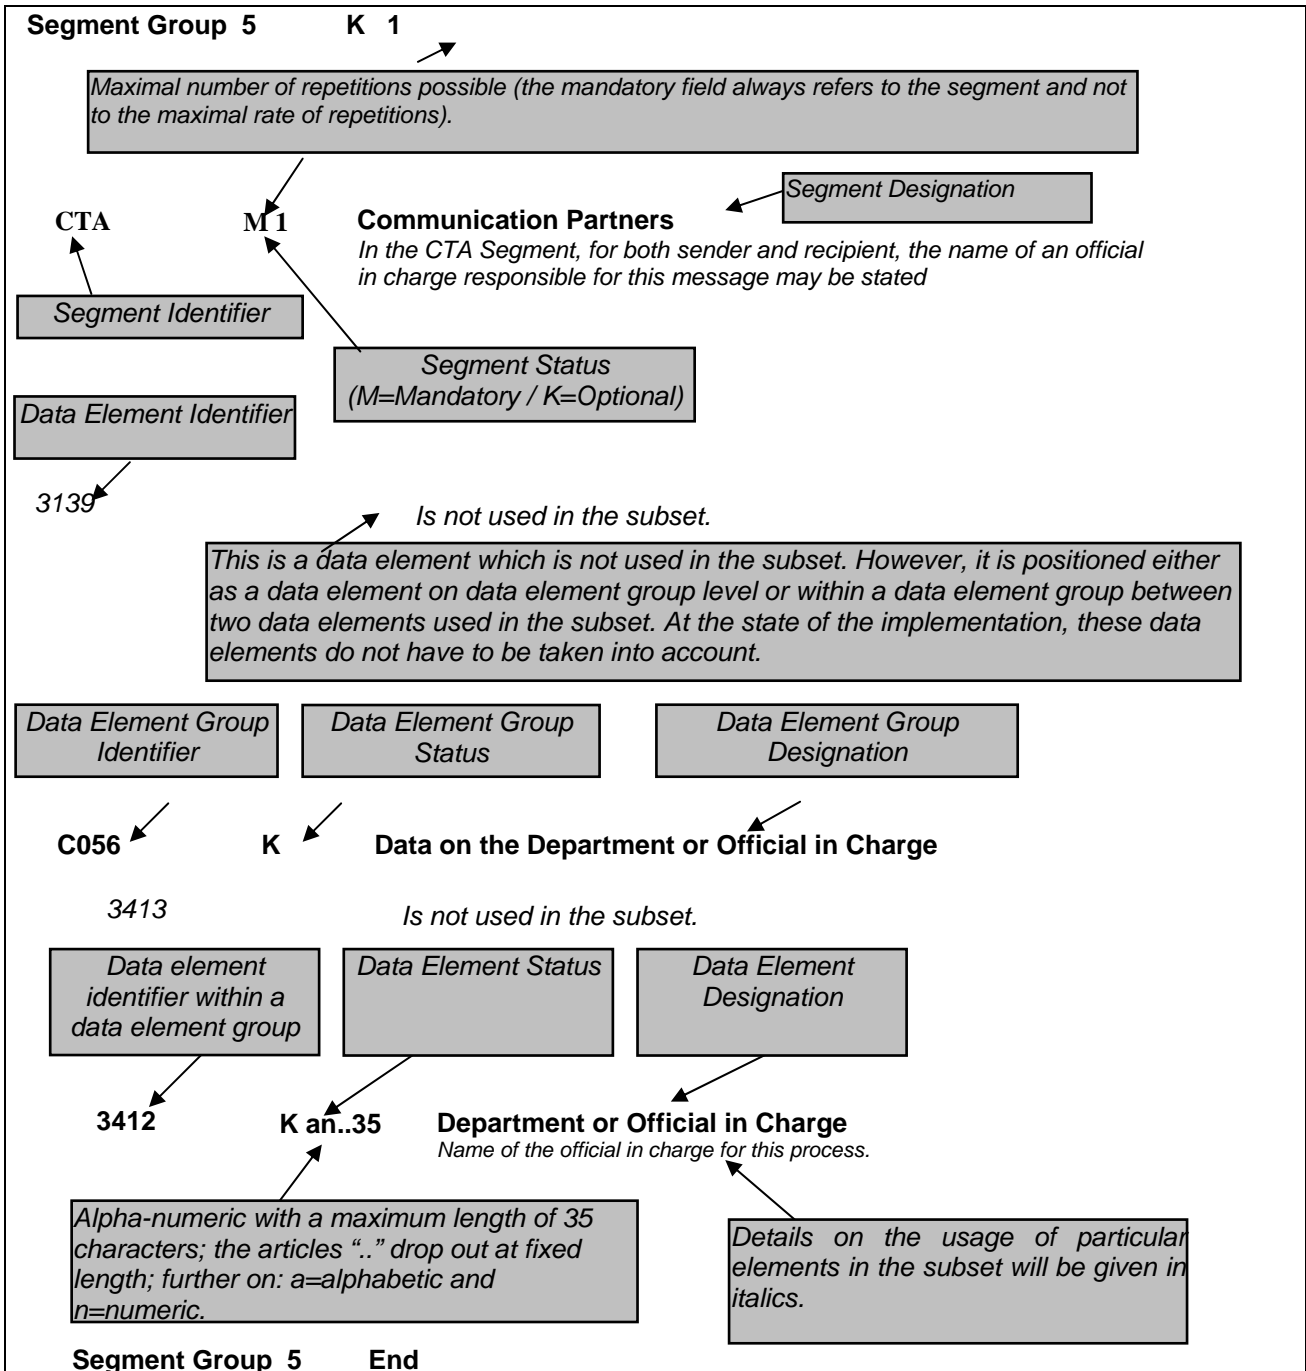 Segment Group 5 K 1
Maximal number of repetitions possible (the mandatory field always refers to the segment and not
to the maximal rate of repetitions).
Segment Designation
CTA M 1 Communication Partners
In the CTA Segment, for both sender and recipient, the name of an official
in charge responsible for this message may be stated
Segment Identifier
Segment Status
(M=Mandatory / K=Optional)
Data Element Identifier
3139 Is not used in the subset.
This is a data element which is not used in the subset. However, it is positioned either
as a data element on data element group level or within a data element group between
two data elements used in the subset. At the state of the implementation, these data
elements do not have to be taken into account.
Data Element Group
Identifier
Data Element Group
Status
Data Element Group
Designation
C056 K Data on the Department or Official in Charge
3413 Is not used in the subset.
Data element
identifier within a
data element group
Data Element Status
Data Element
Designation
3412 K an..35 Department or Official in Charge
Name of the official in charge for this process.
Alpha-numeric with a maximum length of 35
characters; the articles “..” drop out at fixed
length; further on: a=alphabetic and
n=numeric.
Details on the usage of particular
elements in the subset will be given in
italics.
Segment Group 5 End